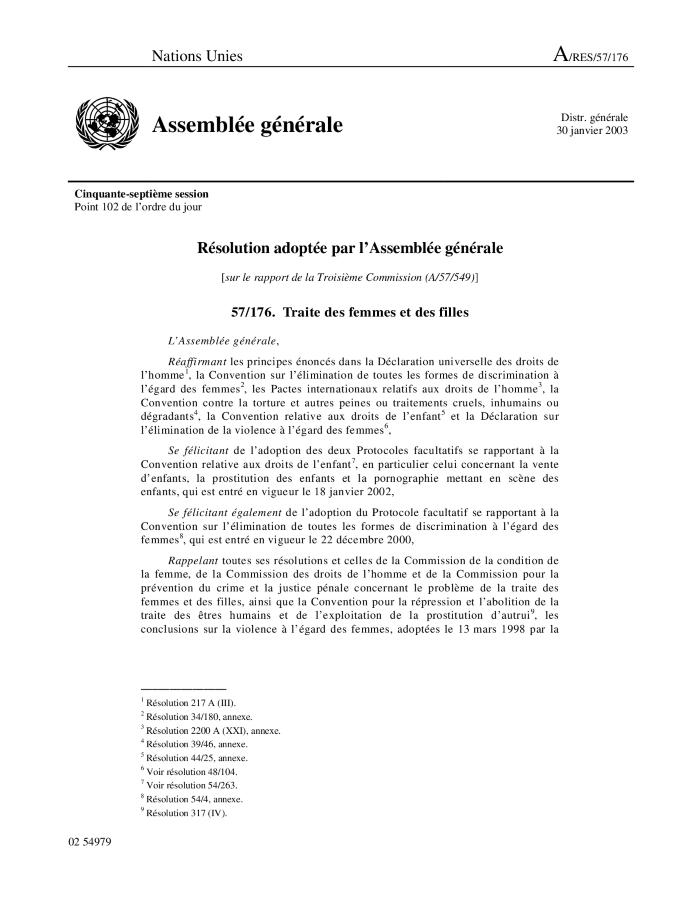 Nations Unies A/RES/57/176
Assemblée générale
Distr. générale
30 janvier 2003
Cinquante-septième session
Point 102 de l’ordre du jour
Résolution adoptée par l’Assemblée générale
[sur le rapport de la Troisième Commission (A/57/549)]
57/176. Traite des femmes et des filles
L’Assemblée générale,
Réaffirmant les principes énoncés dans la Déclaration universelle des droits de
l’homme1, la Convention sur l’élimination de toutes les formes de discrimination à
l’égard des femmes2, les Pactes internationaux relatifs aux droits de l’homme3, la
Convention contre la torture et autres peines ou traitements cruels, inhumains ou
dégradants4, la Convention relative aux droits de l’enfant5 et la Déclaration sur
l’élimination de la violence à l’égard des femmes6,
Se félicitant de l’adoption des deux Protocoles facultatifs se rapportant à la
Convention relative aux droits de l’enfant7, en particulier celui concernant la vente
d’enfants, la prostitution des enfants et la pornographie mettant en scène des
enfants, qui est entré en vigueur le 18 janvier 2002,
Se félicitant également de l’adoption du Protocole facultatif se rapportant à la
Convention sur l’élimination de toutes les formes de discrimination à l’égard des
femmes8, qui est entré en vigueur le 22 décembre 2000,
Rappelant toutes ses résolutions et celles de la Commission de la condition de
la femme, de la Commission des droits de l’homme et de la Commission pour la
prévention du crime et la justice pénale concernant le problème de la traite des
femmes et des filles, ainsi que la Convention pour la répression et l’abolition de la
traite des êtres humains et de l’exploitation de la prostitution d’autrui9, les
conclusions sur la violence à l’égard des femmes, adoptées le 13 mars 1998 par la
1 Résolution 217 A (III).
2 Résolution 34/180, annexe.
3 Résolution 2200 A (XXI), annexe.
4 Résolution 39/46, annexe.
5 Résolution 44/25, annexe.
6 Voir résolution 48/104.
7 Voir résolution 54/263.
8 Résolution 54/4, annexe.
9 Résolution 317 (IV).
02 54979